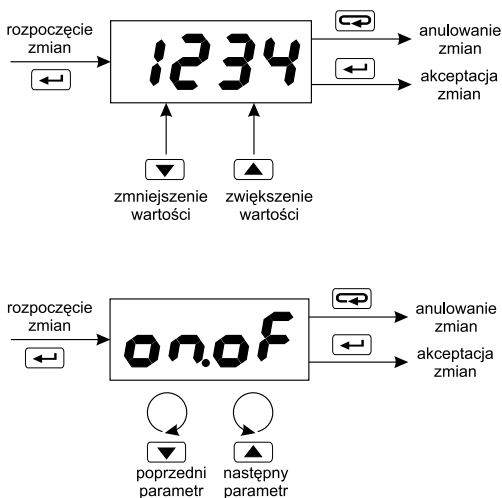 rozpoczęcie
zmian
1234
anulowanie
zmian
akceptacja
zmian
zmniejszenie
wartości
zwiększenie
wartości
rozpoczęcie
zmian
on.oF
anulowanie
zmian
akceptacja
zmian
poprzedni
parametr
następny
parametr